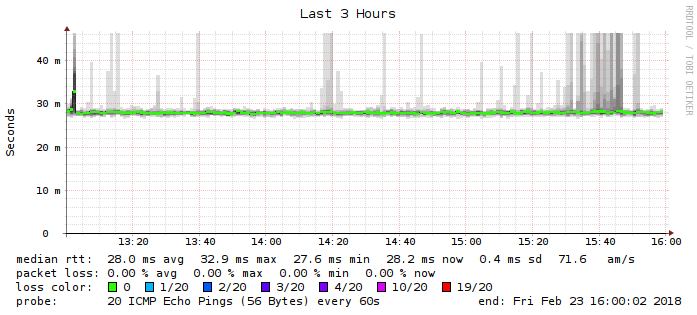 Last 3 Hours
RRDTOOL / TOBI OETIKER
Seconds
40 m
30 m
20 m
10 m
0
13:20 13:40 14:00 14:20 14:40 15:00 15:20 15:40 16:00
median rtt: 28.0 ms avg 32.9 ms max 27.6 ms min 28.2 ms now 0.4 ms sd 71.6 am/s
packet loss: 0.00 % avg 0.00 % max 0.00 % min 0.00 % now
loss color: 0 1/20 2/20 3/20 4/20 10/20 19/20
probe: 20 ICMP Echo Pings (56 Bytes) every 60s end: Fri Feb 23 16:00:02 2018